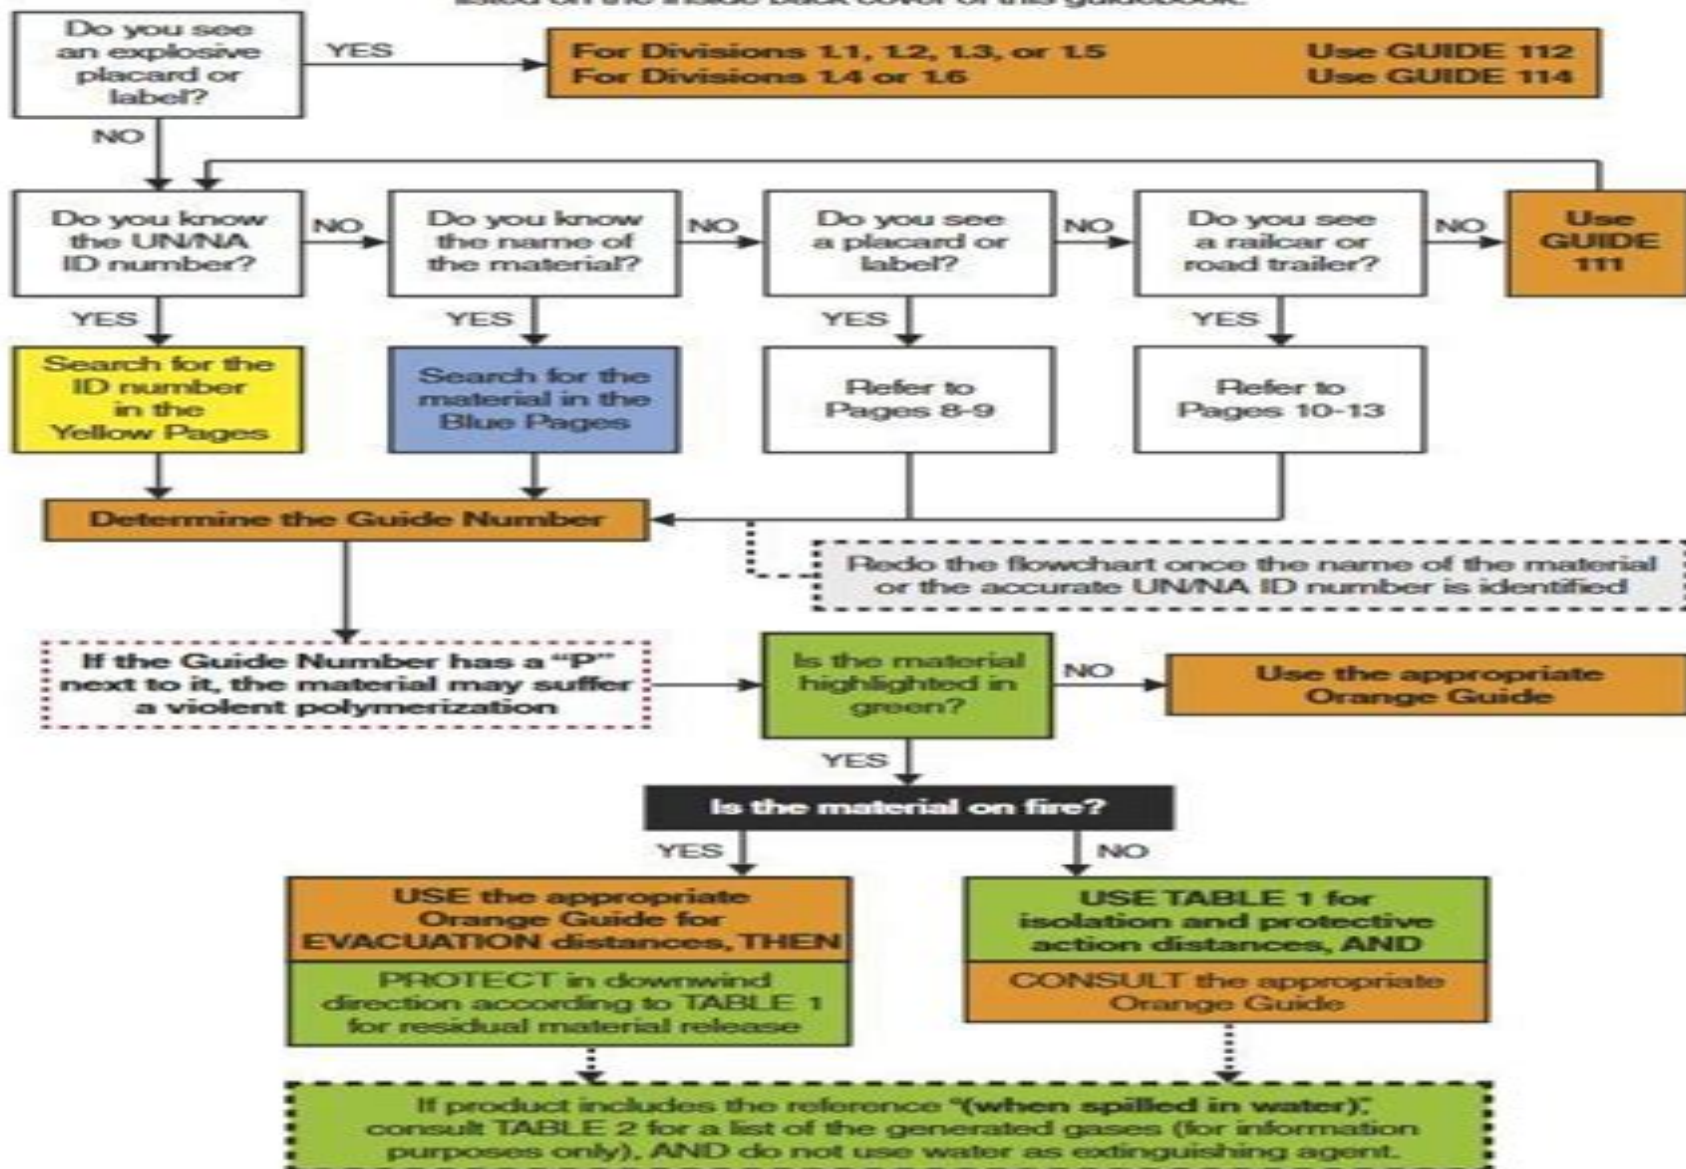 listed on the inside back cover of this guidebook.
Do you see
an explosive
placard or
label?
YES
For Divisions 1.1, 1.2, 1.3, or 1.5 Use GUIDE 112
For Divisions 1.4 or 1.6 Use GUIDE 114
NO
Do you know
the UN/NA
ID number?
NO
Do you know
the name of
the material?
NO
Do you see
a placard or
label?
NO
Do you see
a railcar or
road trailer?
NO
Use
GUIDE
111
YES
YES
YES
YES
Search for the
ID number
in the
Yellow Pages
Search for the
material in the
Blue Pages
Refer to
Pages 8-9
Refer to
Pages 10-13
Determine the Guide Number
Redo the flowchart once the name of the material
or the accurate UN/NA ID number is identified
If the Guide Number has a “P”
next to it, the material may suffer
a violent polymerization
Is the material
highlighted in
green?
NO
Use the appropriate
Orange Guide
YES
Is the material on fire?
YES
NO
USE the appropriate
Orange Guide for
EVACUATION distances, THEN
PROTECT in downwind
direction according to TABLE 1
for residual material release
USE TABLE 1 for
isolation and protective
action distances, AND
CONSULT the appropriate
Orange Guide
If product includes the reference “(when spilled in water)”,
consult TABLE 2 for a list of the generated gases (for information
purposes only), AND do not use water as extinguishing agent.